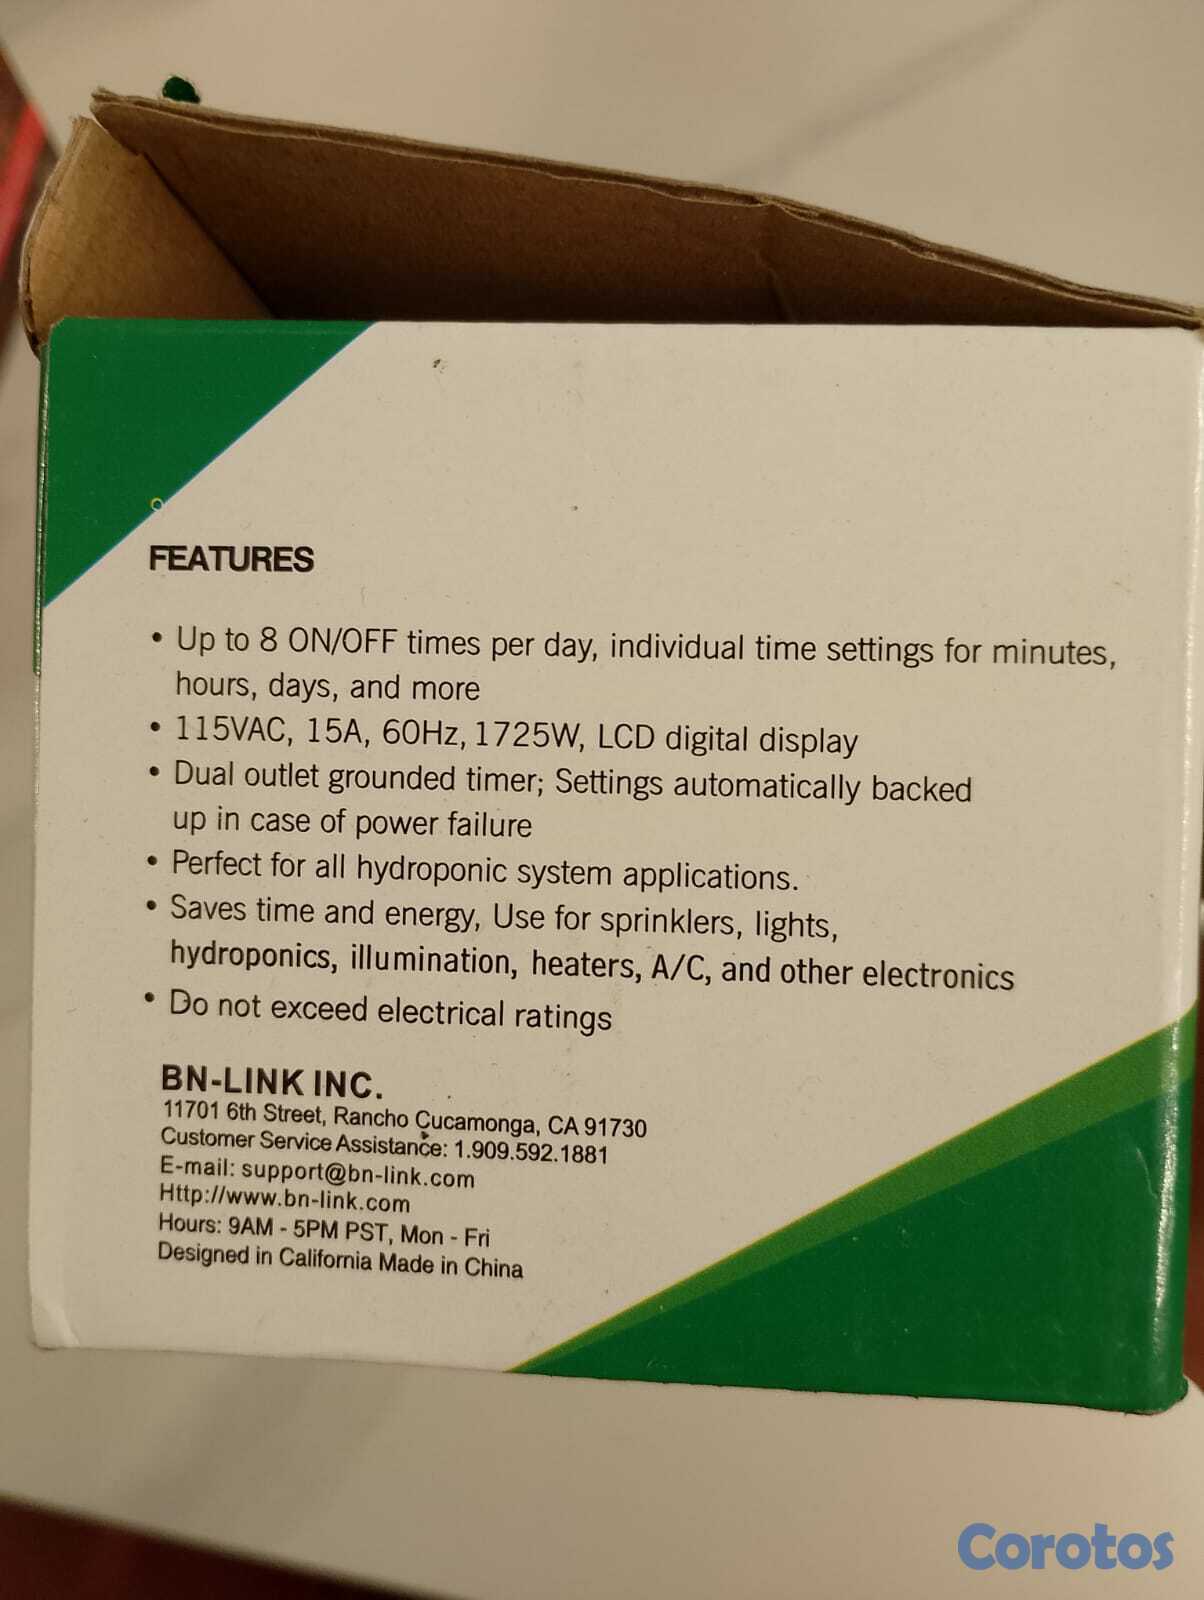 FEATURES
• Up to 8 ON/OFF times per day, individual time settings for minutes,
hours, days, and more
• 115VAC, 15A, 60Hz, 1725W, LCD digital display
• Dual outlet grounded timer; Settings automatically backed
up in case of power failure
• Perfect for all hydroponic system applications.
• Saves time and energy, Use for sprinklers, lights,
hydroponics, illumination, heaters, A/C, and other electronics
• Do not exceed electrical ratings
BN-LINK INC.
11701 6th Street, Rancho Cucamonga, CA 91730
Customer Service Assistance: 1.909.592.1881
E-mail: support@bn-link.com
Http://www.bn-link.com
Hours: 9AM - 5PM PST, Mon - Fri
Designed in California Made in China
Corotos